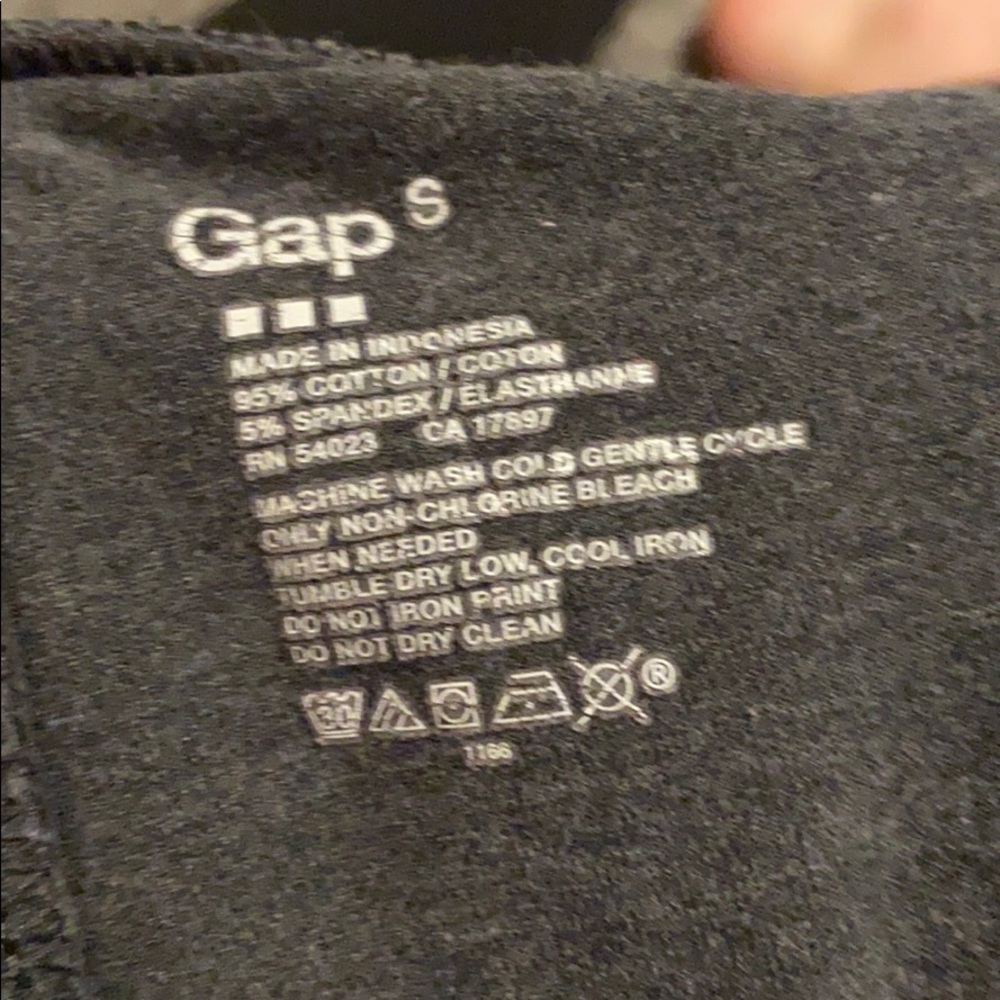 Gap S
MADE IN INDONESIA
95% COTTON / COTON
5% SPANDEX / ÉLASTHANNE
RN 54023 CA 17897
MACHINE WASH COLD GENTLE CYCLE
ONLY NON-CHLORINE BLEACH
WHEN NEEDED
TUMBLE DRY LOW, COOL IRON
DO NOT IRON PRINT
DO NOT DRY CLEAN
30 ®
1166